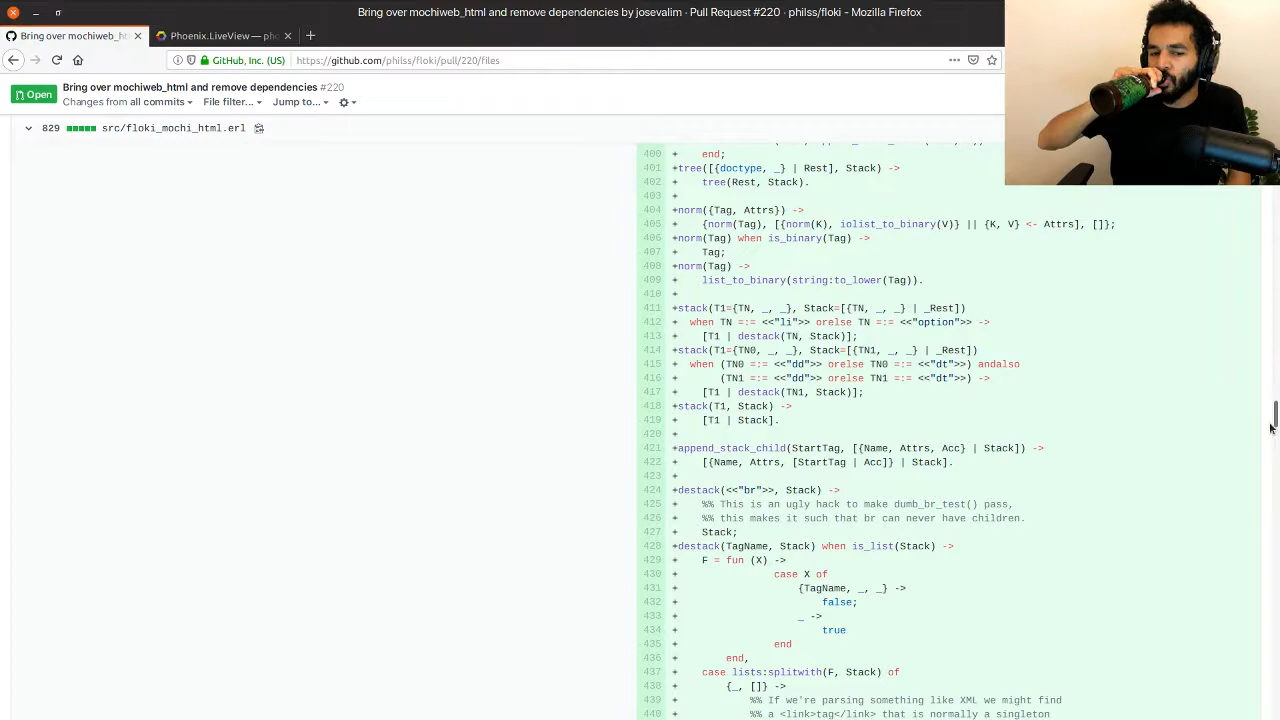 Bring over mochiweb_html and remove dependencies by josevalim · Pull Request #220 · philss/floki - Mozilla Firefox
Bring over mochiweb_ht
Phoenix.LiveView — pho
GitHub, Inc. (US)
https://github.com/philss/floki/pull/220/files
Open
Bring over mochiweb_html and remove dependencies #220
Changes from all commits
File filter...
Jump to...
829 src/floki_mochi_html.erl
400 + end;
401 +tree([{doctype, _} | Rest], Stack) ->
402 + tree(Rest, Stack).
403 +
404 +norm({Tag, Attrs}) ->
405 + {norm(Tag), [{norm(K), iolist_to_binary(V)} || {K, V} <- Attrs], []};
406 +norm(Tag) when is_binary(Tag) ->
407 + Tag;
408 +norm(Tag) ->
409 + list_to_binary(string:to_lower(Tag)).
410 +
411 +stack(T1={TN, _, _}, Stack=[{TN, _, _} | _Rest])
412 + when TN =:= <<"li">> orelse TN =:= <<"option">> ->
413 + [T1 | destack(TN, Stack)];
414 +stack(T1={TN0, _, _}, Stack=[{TN1, _, _} | _Rest])
415 + when (TN0 =:= <<"dd">> orelse TN0 =:= <<"dt">>) andalso
416 + (TN1 =:= <<"dd">> orelse TN1 =:= <<"dt">>) ->
417 + [T1 | destack(TN1, Stack)];
418 +stack(T1, Stack) ->
419 + [T1 | Stack].
420 +
421 +append_stack_child(StartTag, [{Name, Attrs, Acc} | Stack]) ->
422 + [{Name, Attrs, [StartTag | Acc]} | Stack].
423 +
424 +destack(<<"br">>, Stack) ->
425 + %% This is an ugly hack to make dumb_br_test() pass,
426 + %% this makes it such that br can never have children.
427 + Stack;
428 +destack(TagName, Stack) when is_list(Stack) ->
429 + F = fun (X) ->
430 + case X of
431 + {TagName, _, _} ->
432 + false;
433 + _ ->
434 + true
435 + end
436 + end,
437 + case lists:splitwith(F, Stack) of
438 + {_, []} ->
439 + %% If we're parsing something like XML we might find
440 + %% a <link>tag</link> that is normally a singleton